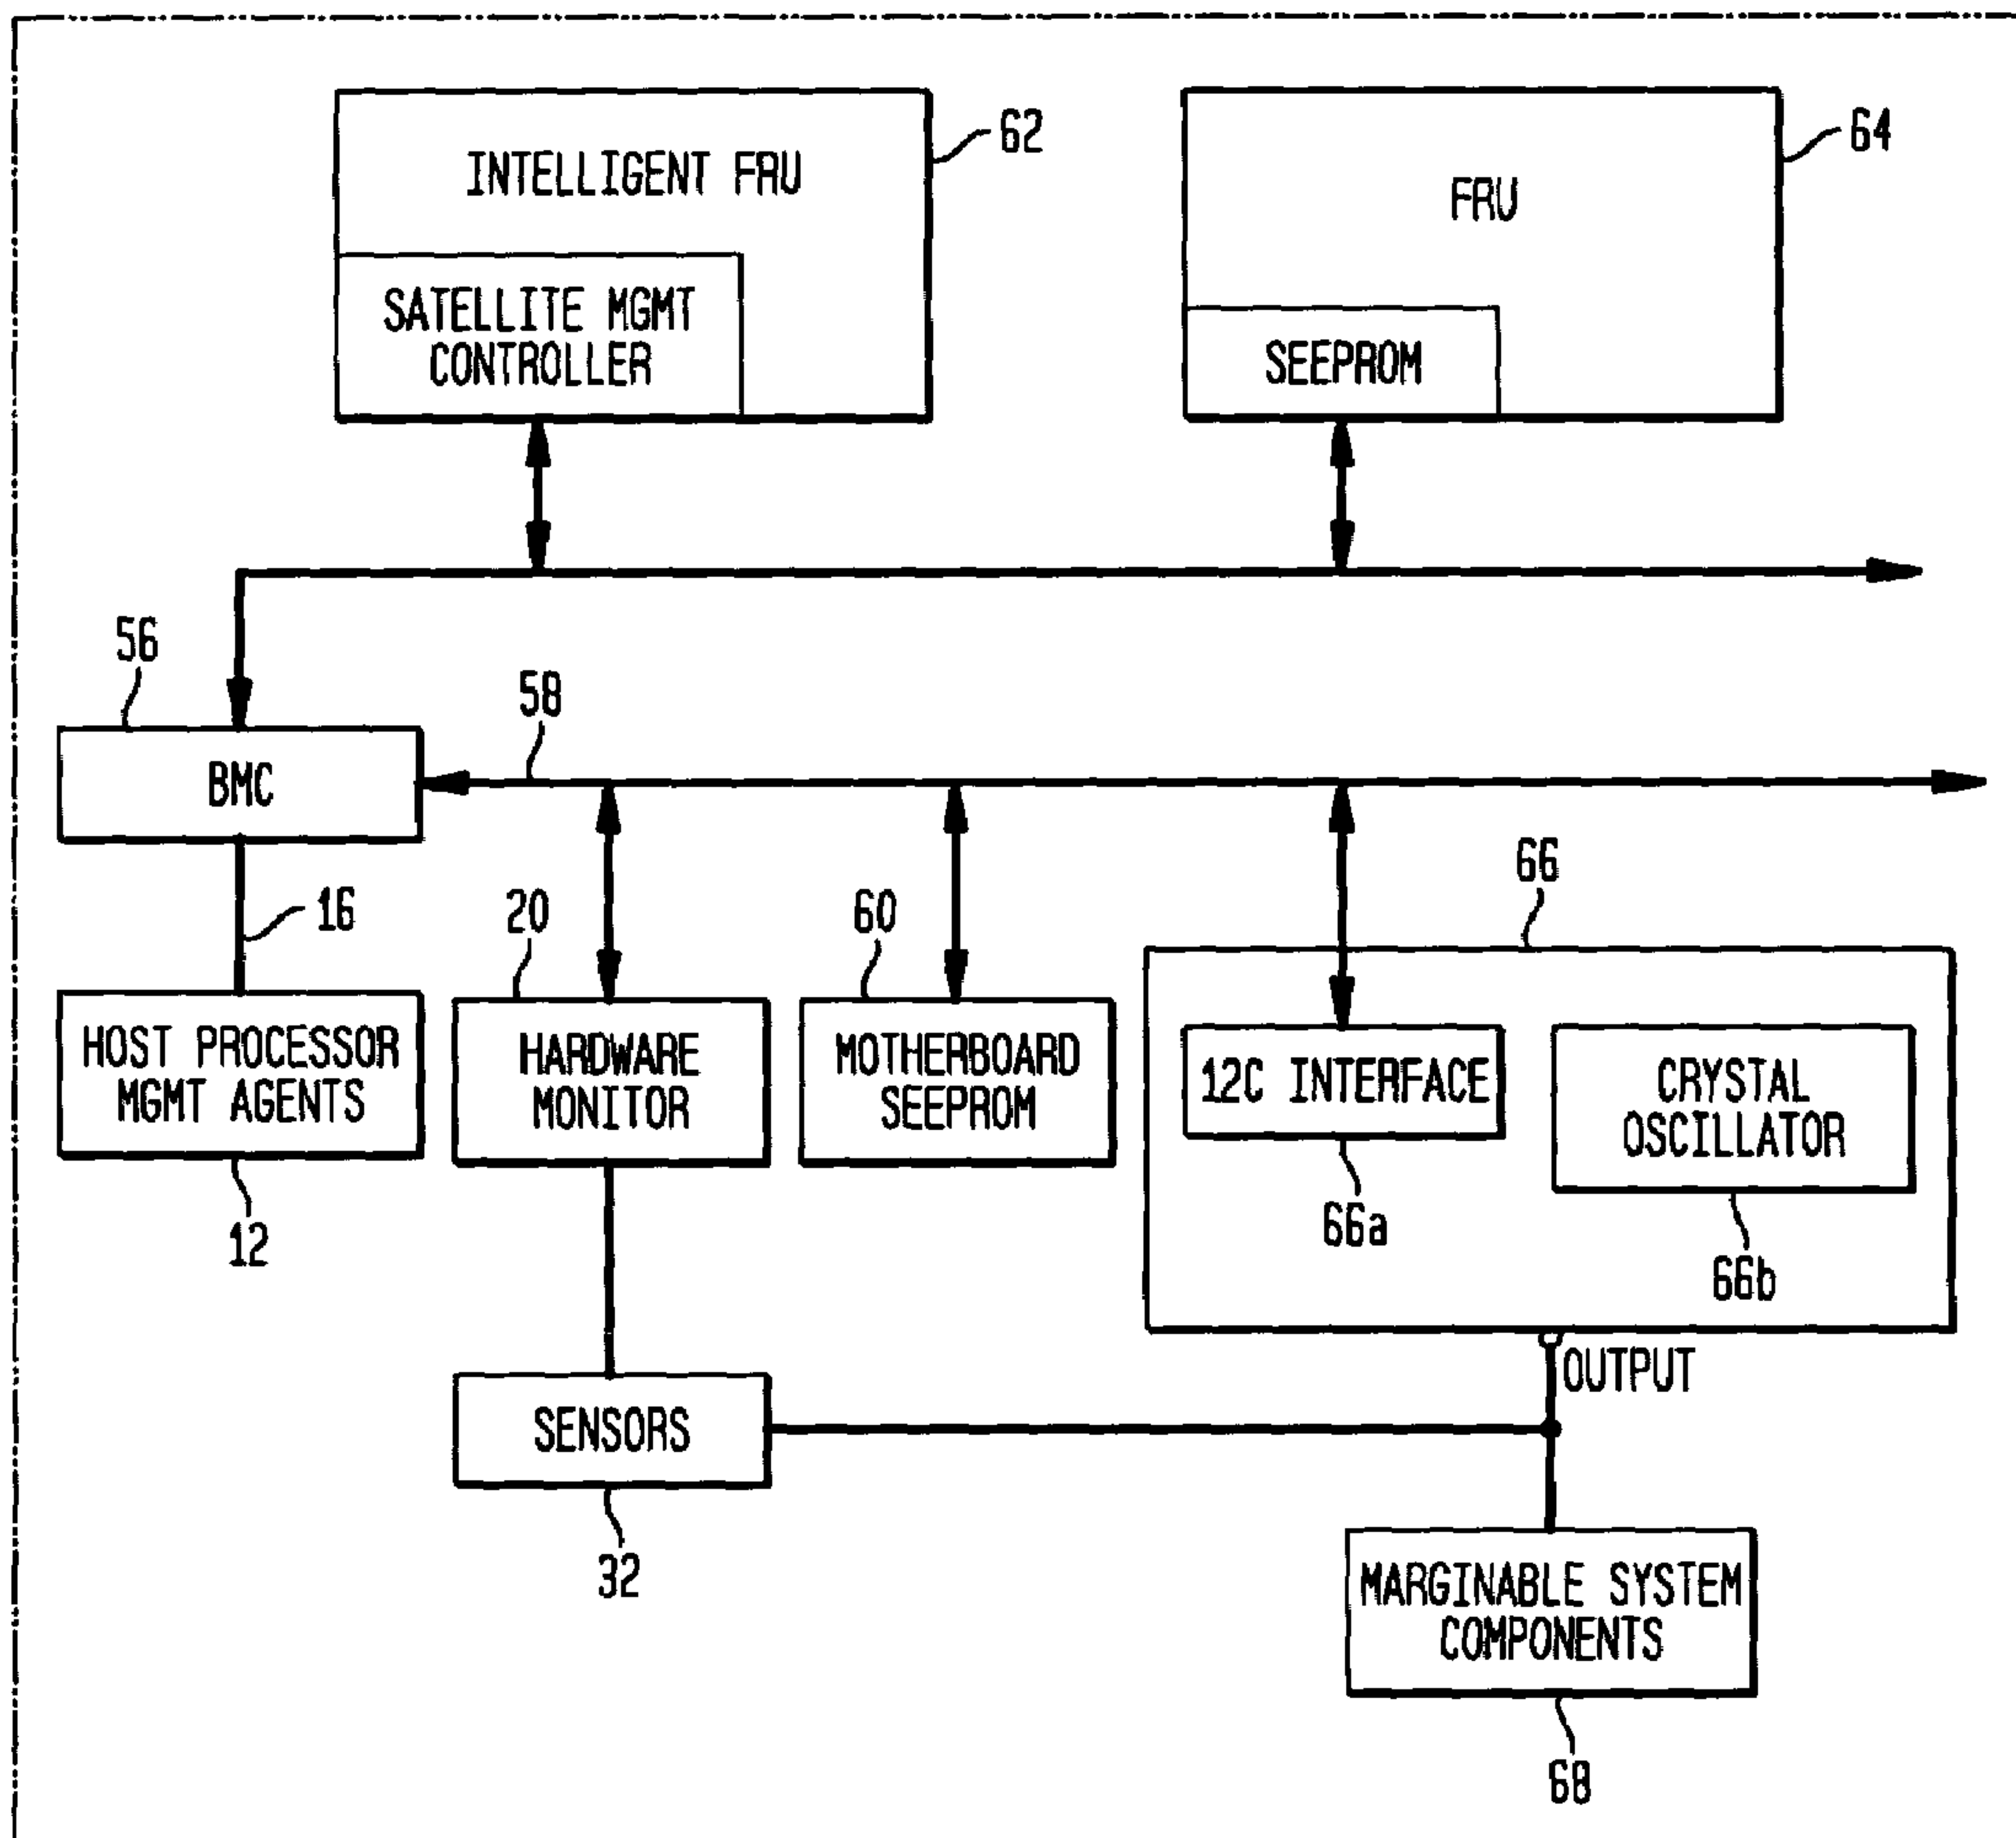 62
64
INTELLIGENT FRU
FRU
SATELLITE MGMT
CONTROLLER
SEEPROM
56
58
BMC
16
20
60
66
HOST PROCESSOR
MGMT AGENTS
HARDWARE
MONITOR
MOTHERBOARD
SEEPROM
12C INTERFACE
CRYSTAL
OSCILLATOR
12
66a
66b
OUTPUT
SENSORS
32
MARGINABLE SYSTEM
COMPONENTS
68